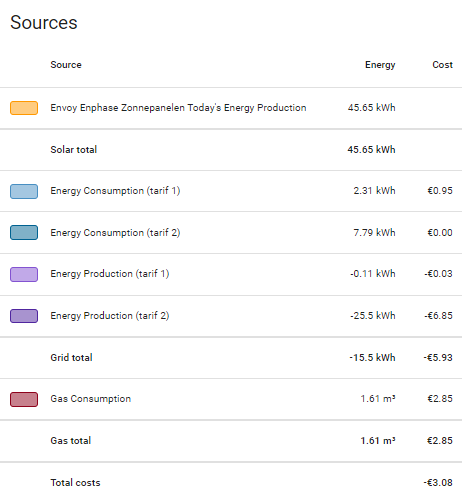 Sources
Source Energy Cost
Envoy Enphase Zonnepanelen Today's Energy Production 45.65 kWh
Solar total 45.65 kWh
Energy Consumption (tarif 1) 2.31 kWh €0.95
Energy Consumption (tarif 2) 7.79 kWh €0.00
Energy Production (tarif 1) -0.11 kWh -€0.03
Energy Production (tarif 2) -25.5 kWh -€6.85
Grid total -15.5 kWh -€5.93
Gas Consumption 1.61 m³ €2.85
Gas total 1.61 m³ €2.85
Total costs -€3.08